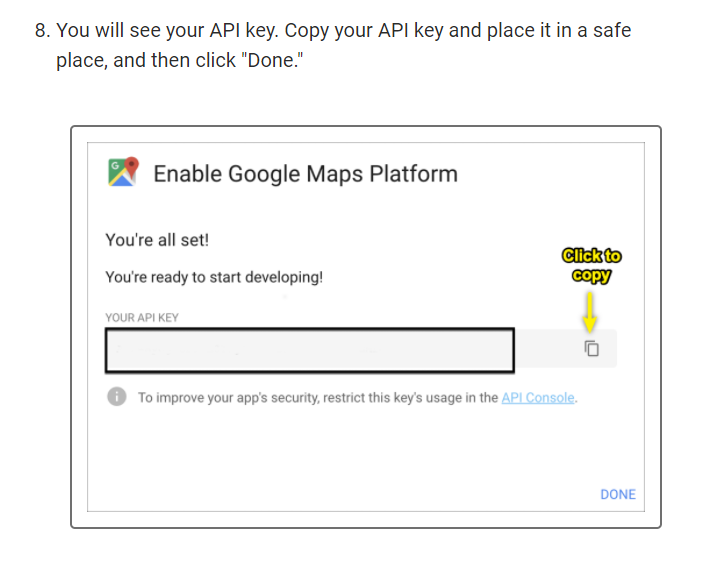 8. You will see your API key. Copy your API key and place it in a safe
place, and then click "Done."
Enable Google Maps Platform
You're all set!
Click to
copy
You're ready to start developing!
YOUR API KEY
To improve your app's security, restrict this key's usage in the API Console.
DONE